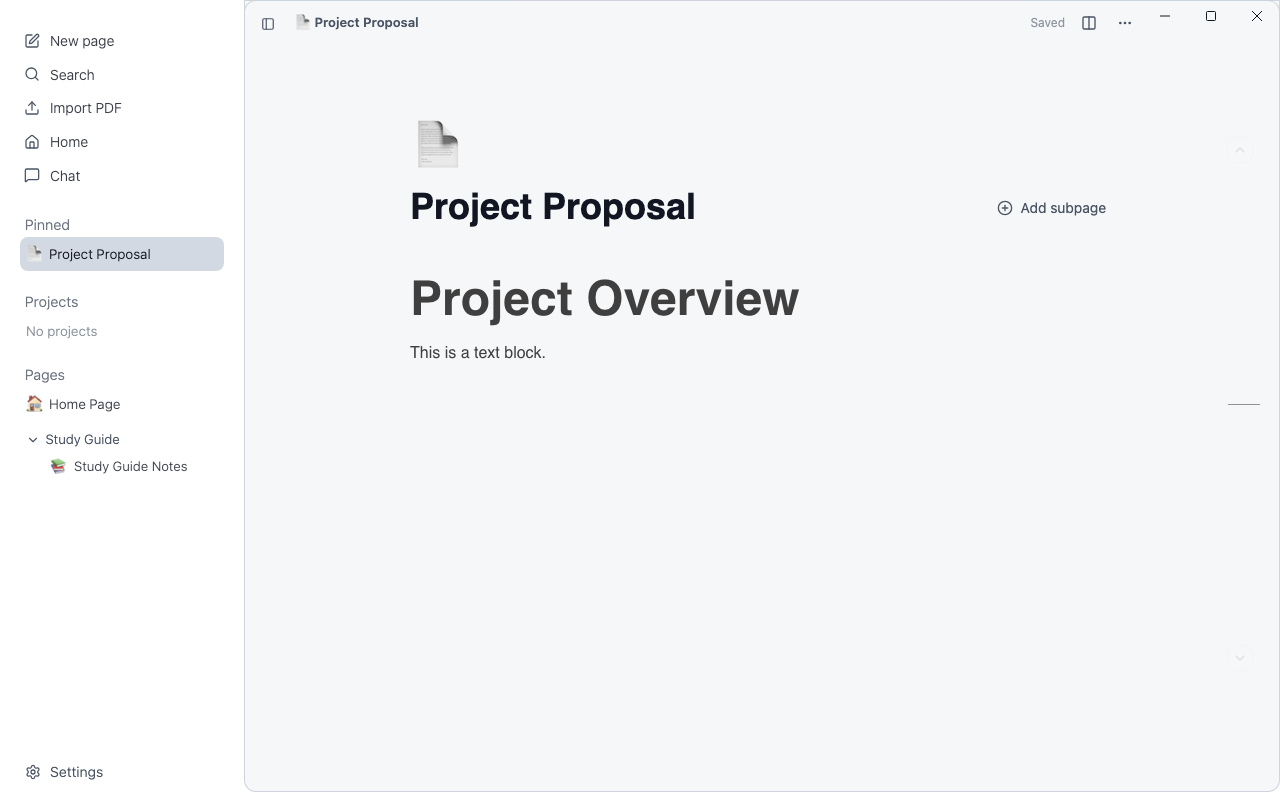 New page
Search
Import PDF
Home
Chat
Pinned
Project Proposal
Projects
No projects
Pages
Home Page
Study Guide
Study Guide Notes
Settings
Project Proposal
Saved
Project Proposal
Add subpage
Project Overview
This is a text block.